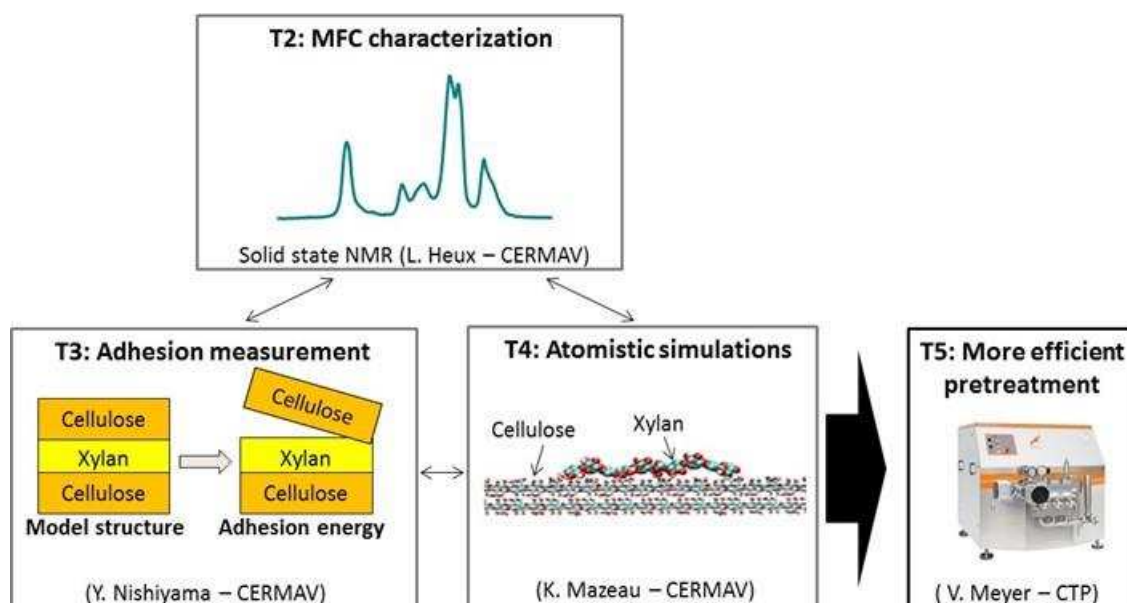 T2: MFC characterization
Solid state NMR (L. Heux – CERMAV)
T3: Adhesion measurement
Cellulose
Xylan
Cellulose
Model structure
Cellulose
Xylan
Cellulose
Adhesion energy
(Y. Nishiyama – CERMAV)
T4: Atomistic simulations
Cellulose
Xylan
(K. Mazeau – CERMAV)
T5: More efficient
pretreatment
( V. Meyer – CTP)